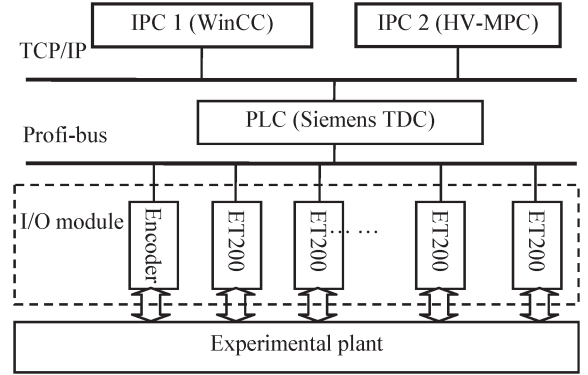 IPC 1 (WinCC)
IPC 2 (HV-MPC)
TCP/IP
PLC (Siemens TDC)
Profi-bus
I/O module
Encoder
ET200
ET200
... ...
ET200
ET200
Experimental plant